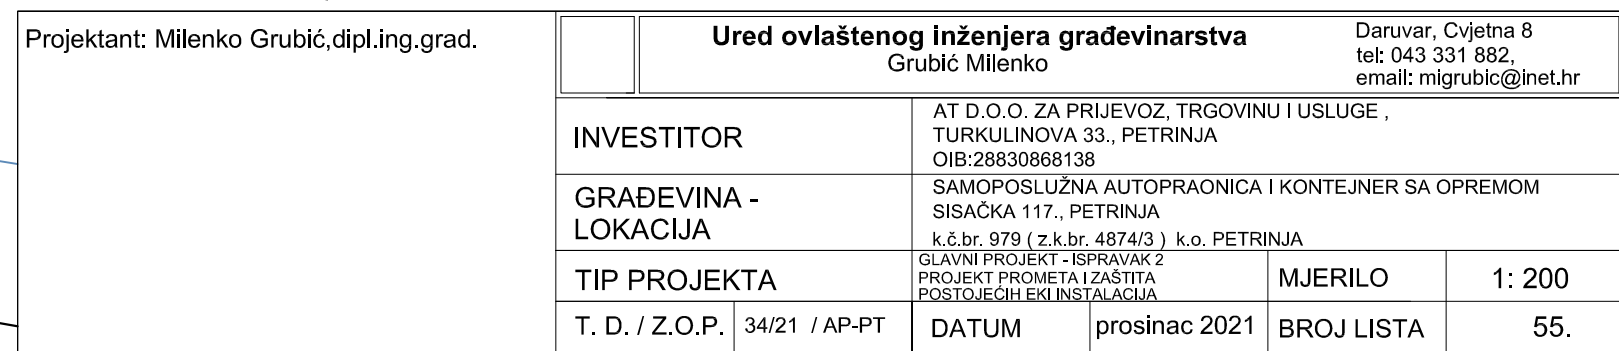 Projektant: Milenko Grubić,dipl.ing.grad.
Ured ovlaštenog inženjera građevinarstva
Grubić Milenko
Daruvar, Cvjetna 8
tel: 043 331 882,
email: migrubic@inet.hr
INVESTITOR
AT D.O.O. ZA PRIJEVOZ, TRGOVINU I USLUGE ,
TURKULINOVA 33., PETRINJA
OIB:28830868138
GRAĐEVINA -
LOKACIJA
SAMOPOSLUŽNA AUTOPRAONICA I KONTEJNER SA OPREMOM
SISAČKA 117., PETRINJA
k.č.br. 979 ( z.k.br. 4874/3 ) k.o. PETRINJA
TIP PROJEKTA
GLAVNI PROJEKT - ISPRAVAK 2
PROJEKT PROMETA I ZAŠTITA
POSTOJEĆIH EKI INSTALACIJA
MJERILO
1: 200
T. D. / Z.O.P.
34/21 / AP-PT
DATUM
prosinac 2021
BROJ LISTA
55.